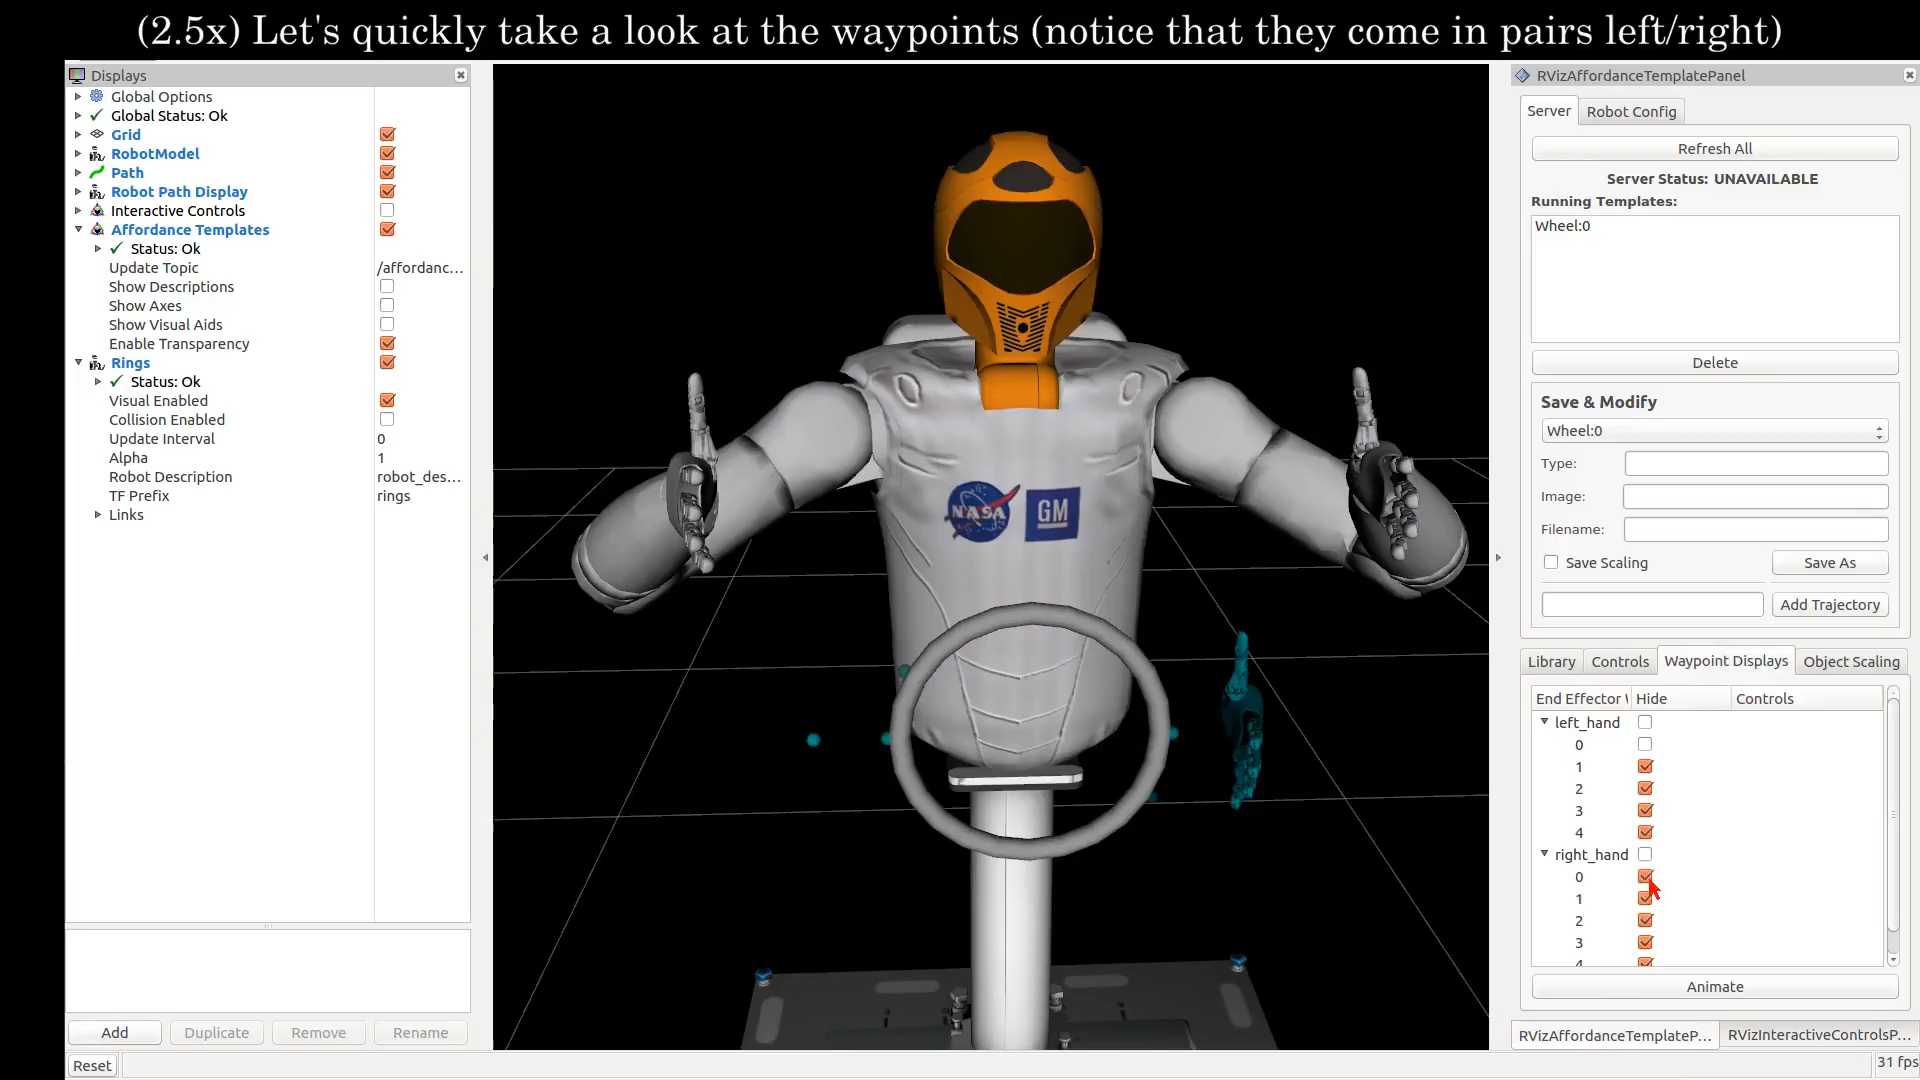 (2.5x) Let's quickly take a look at the waypoints (notice that they come in pairs left/right)
Displays
Global Options
Global Status: Ok
Grid
RobotModel
Path
Robot Path Display
Interactive Controls
Affordance Templates
Status: Ok
Update Topic /affordanc...
Show Descriptions
Show Axes
Show Visual Aids
Enable Transparency
Rings
Status: Ok
Visual Enabled
Collision Enabled
Update Interval 0
Alpha 1
Robot Description robot_des...
TF Prefix rings
Links
Add Duplicate Remove Rename
Reset
NASA GM
RVizAffordanceTemplatePanel
Server Robot Config
Refresh All
Server Status: UNAVAILABLE
Running Templates:
Wheel:0
Delete
Save & Modify
Wheel:0
Type:
Image:
Filename:
Save Scaling Save As
Add Trajectory
Library Controls Waypoint Displays Object Scaling
End Effector Hide Controls
left_hand
0
1
2
3
4
right_hand
0
1
2
3
4
Animate
RVizAffordanceTemplateP... RVizInteractiveControlsP...
31 fps